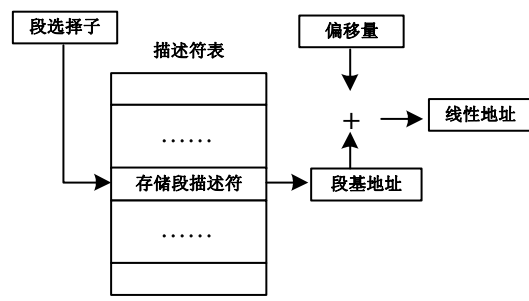 段选择子
偏移量
描述符表
线性地址
+
......
存储段描述符
段基地址
......